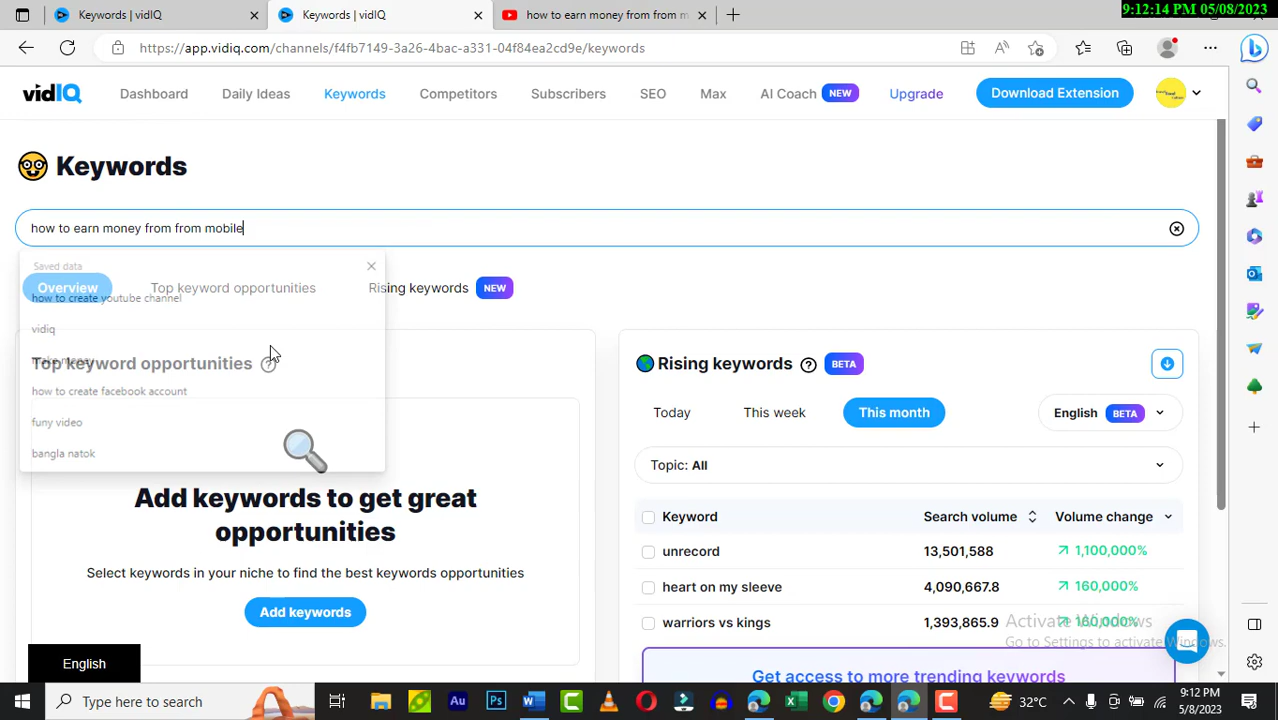 9:12:14 PM 05/08/2023
Keywords | vidIQ
Keywords | vidIQ
how to earn money from from m
https://app.vidiq.com/channels/f4fb7149-3a26-4bac-a331-04f84ea2cd9e/keywords
vidIQ
Dashboard
Daily Ideas
Keywords
Competitors
Subscribers
SEO
Max
AI Coach NEW
Upgrade
Download Extension
Keywords
how to earn money from from mobile
Saved data
how to create youtube channel
vidiq
make money
how to create facebook account
funy video
bangla natok
Overview
Top keyword opportunities
Rising keywords NEW
Top keyword opportunities ?
Add keywords to get great
opportunities
Select keywords in your niche to find the best keywords opportunities
Add keywords
Rising keywords ? BETA
Today
This week
This month
English BETA
Topic: All
Keyword Search volume Volume change
unrecord 13,501,588 1,100,000%
heart on my sleeve 4,090,667.8 160,000%
warriors vs kings 1,393,865.9 160,000%
Get access to more trending keywords
Activate Windows
Go to Settings to activate Windows.
English
Type here to search
Au
Ps
32°C
9:12 PM
5/8/2023